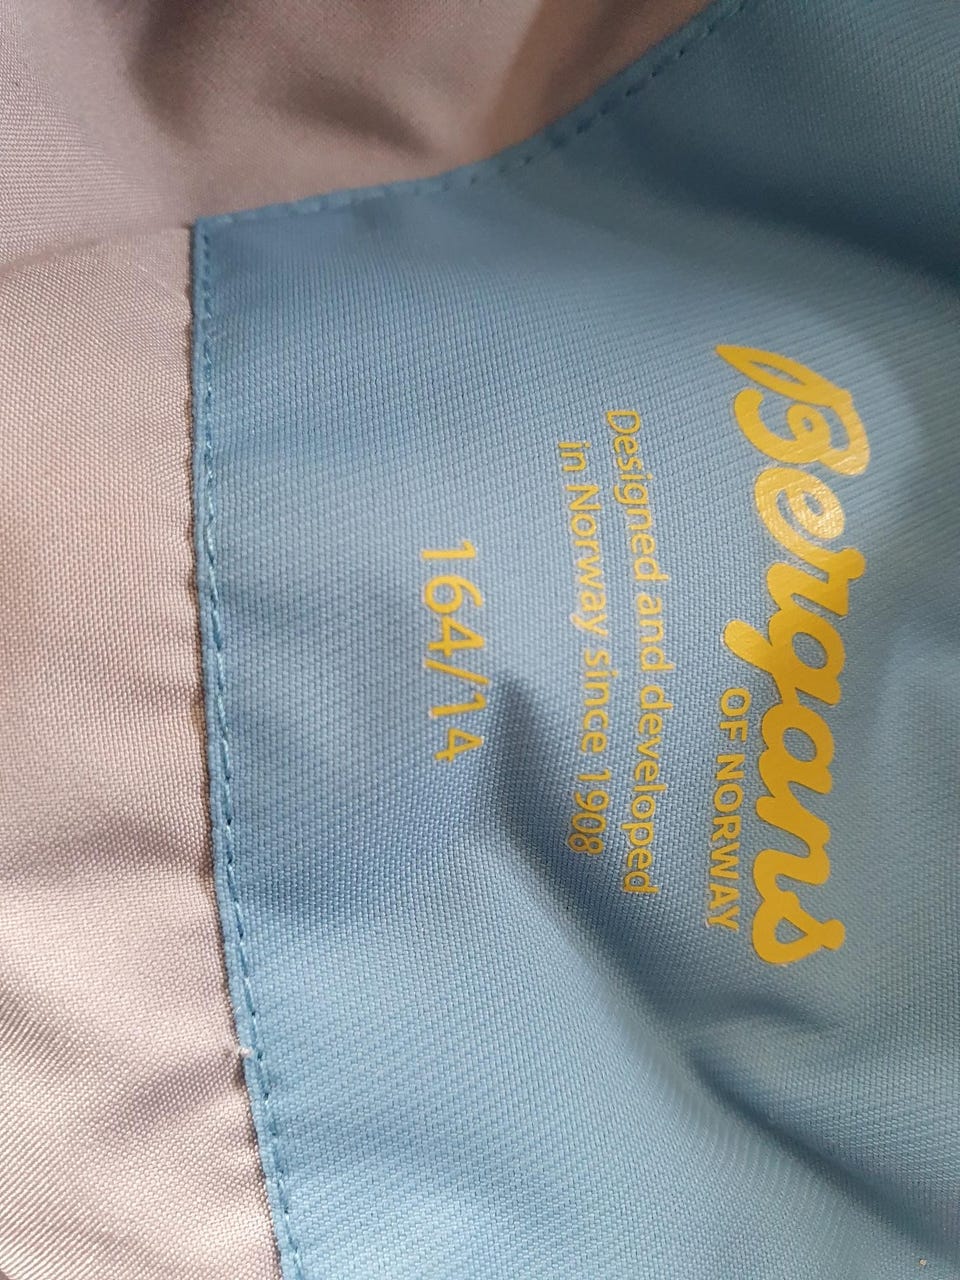 Bergans
OF NORWAY
Designed and developed
in Norway since 1908
164/14